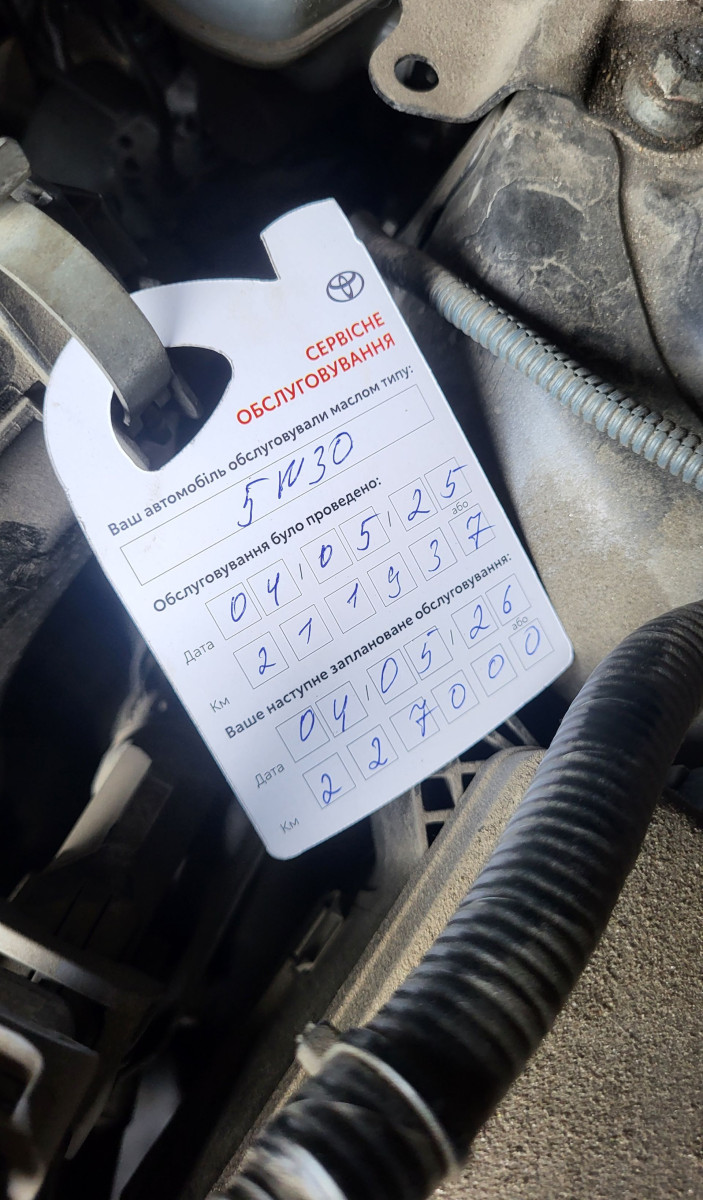 СЕРВІСНЕ
ОБСЛУГОВУВАННЯ
Ваш автомобіль обслуговували маслом типу:
5W30
Обслуговування було проведено:
Дата 04.05.25 або
Км 211937
Ваше наступне заплановане обслуговування:
Дата 04.05.26 або
Км 227000